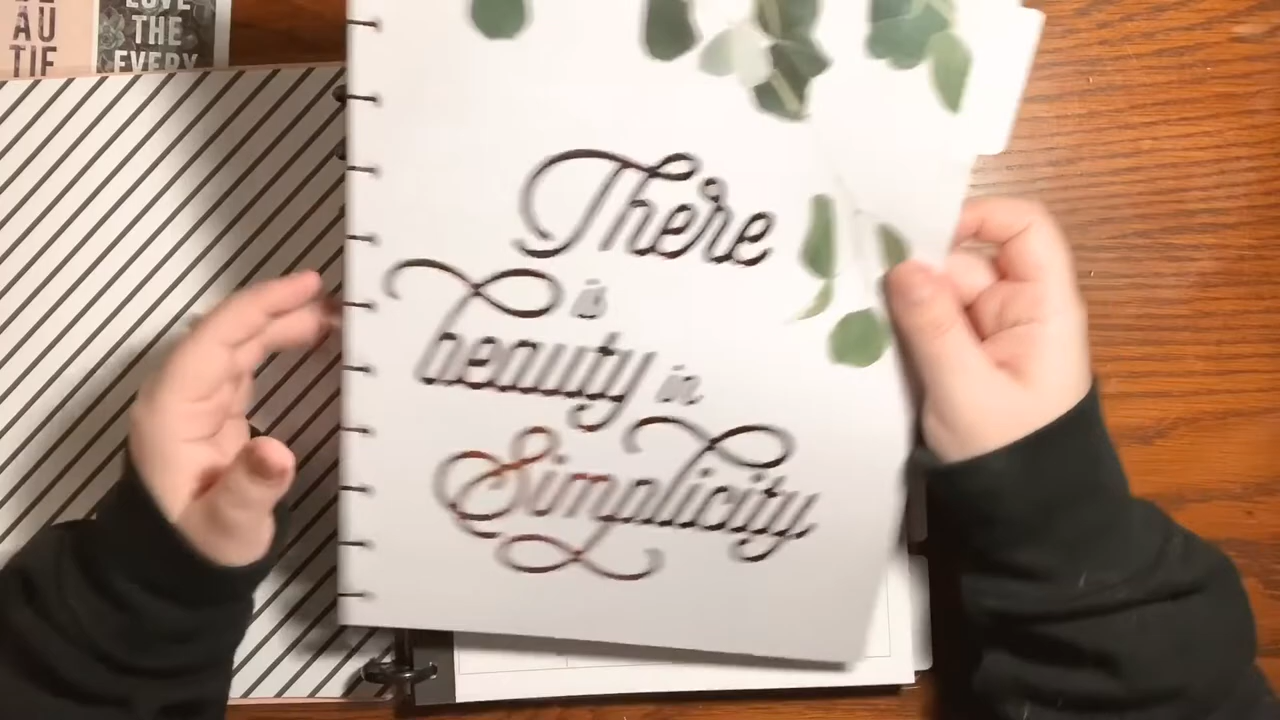 AU
TIF
LOVE
THE
EVERY
There
is
beauty in
Simplicity